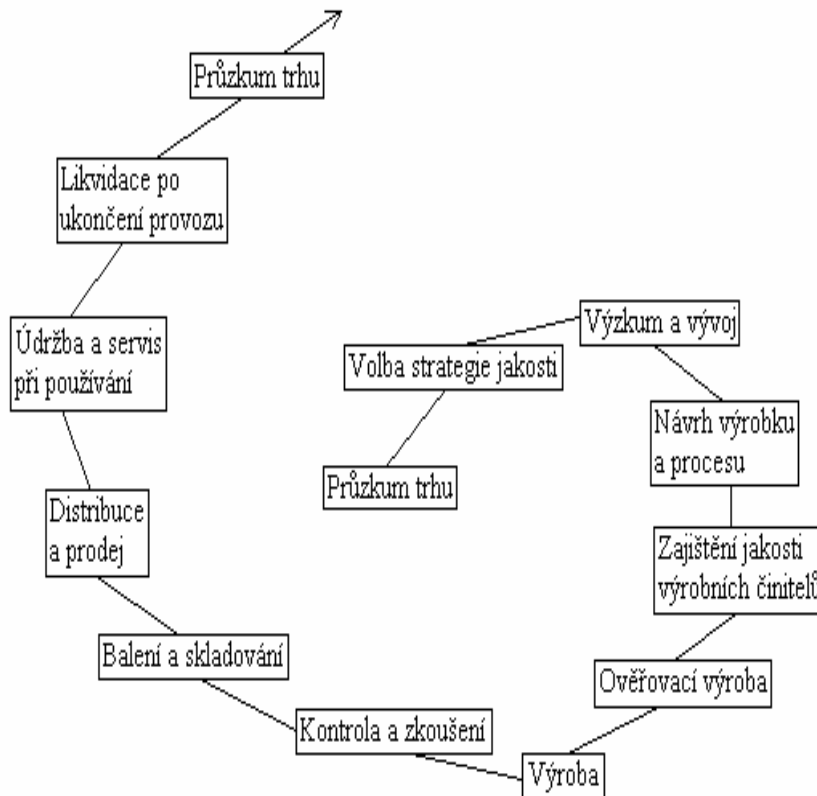 Průzkum trhu
Likvidace po
ukončení provozu
Údržba a servis
při používání
Distribuce
a prodej
Balení a skladování
Kontrola a zkoušení
Výroba
Ověřovací výroba
Zajištění jakosti
výrobních činitelů
Návrh výrobku
a procesu
Výzkum a vývoj
Volba strategie jakosti
Průzkum trhu